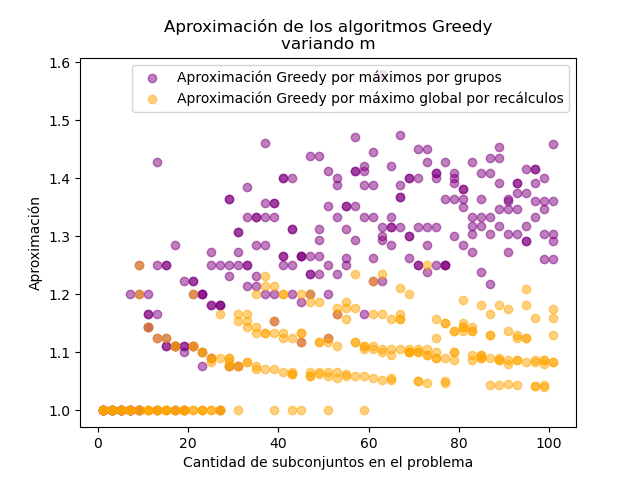 Aproximación de los algoritmos Greedy
variando m
Aproximación Greedy por máximos por grupos
Aproximación Greedy por máximo global por recálculos
Aproximación
1.6
1.5
1.4
1.3
1.2
1.1
1.0
0 20 40 60 80 100
Cantidad de subconjuntos en el problema